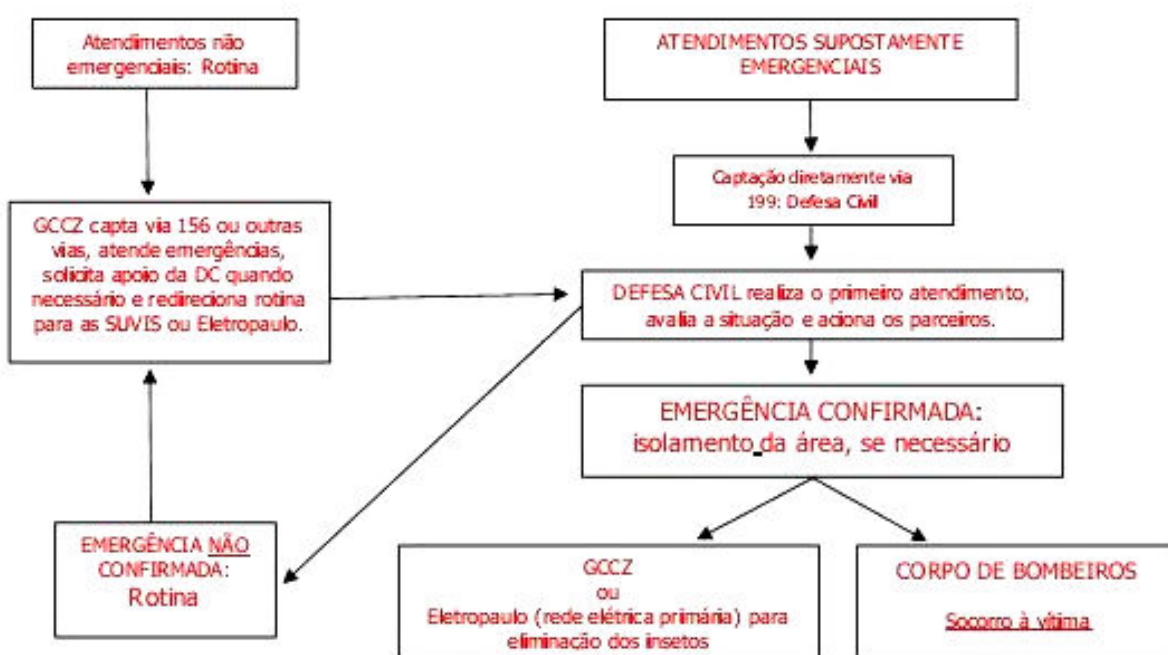 Atendimentos não
emergenciais: Rotina
ATENDIMENTOS SUPOSTAMENTE
EMERGENCIAIS
Captação diretamente via
199: Defesa Civil
GCCZ capta via 156 ou outras
vias, atende emergências,
solicita apoio da DC quando
necessário e redireciona rotina
para as SUVIS ou Eletropaulo.
DEFESA CIVIL realiza o primeiro atendimento,
avalia a situação e aciona os parceiros.
EMERGÊNCIA CONFIRMADA:
isolamento da área, se necessário
EMERGÊNCIA NÃO
CONFIRMADA:
Rotina
GCCZ
ou
Eletropaulo (rede elétrica primária) para
eliminação dos insetos
CORPO DE BOMBEIROS
Socorro à vítima